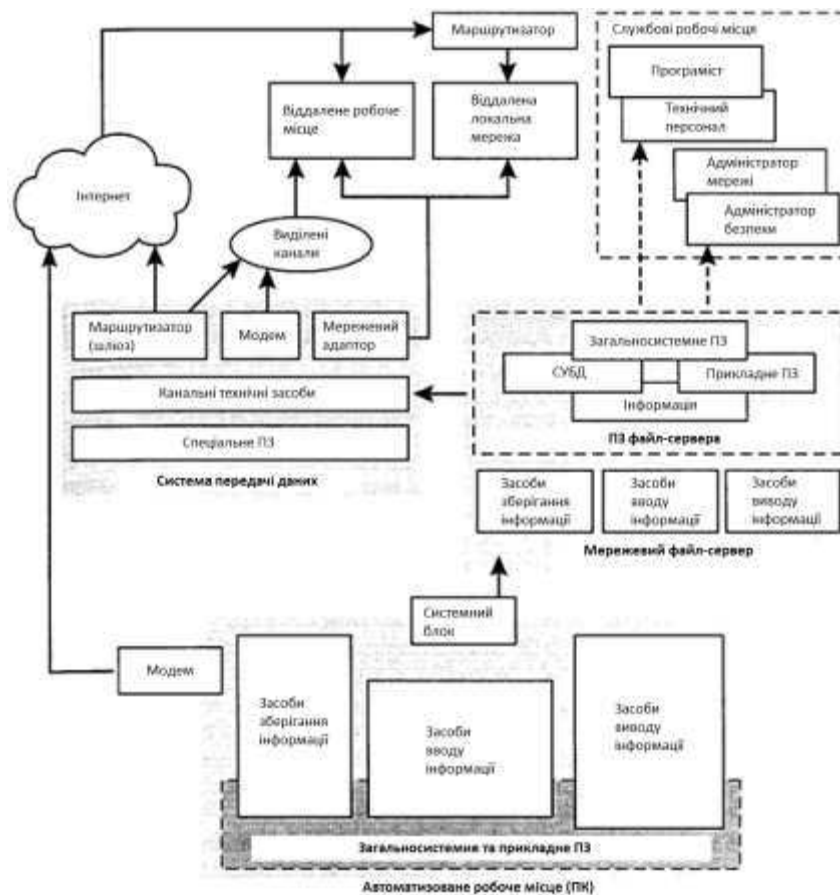 Маршрутизатор
Службові робочі місця
Програміст
Технічний
персонал
Адміністратор
мережі
Адміністратор
безпеки
Віддалене робоче
місце
Віддалена
локальна
мережа
Інтернет
Виділені
канали
Маршрутизатор
(шлюз)
Модем
Мережевий
адаптор
Канальні технічні засоби
Спеціальне ПЗ
Система передачі даних
Загальносистемне ПЗ
СУБД
Прикладне ПЗ
Інформація
ПЗ файл-сервера
Засоби
зберігання
інформації
Засоби
вводу
інформації
Засоби
виводу
інформації
Мережевий файл-сервер
Системний
блок
Модем
Засоби
зберігання
інформації
Засоби
вводу
інформації
Засоби
виводу
інформації
Загальносистемне та прикладне ПЗ
Автоматизоване робоче місце (ПК)